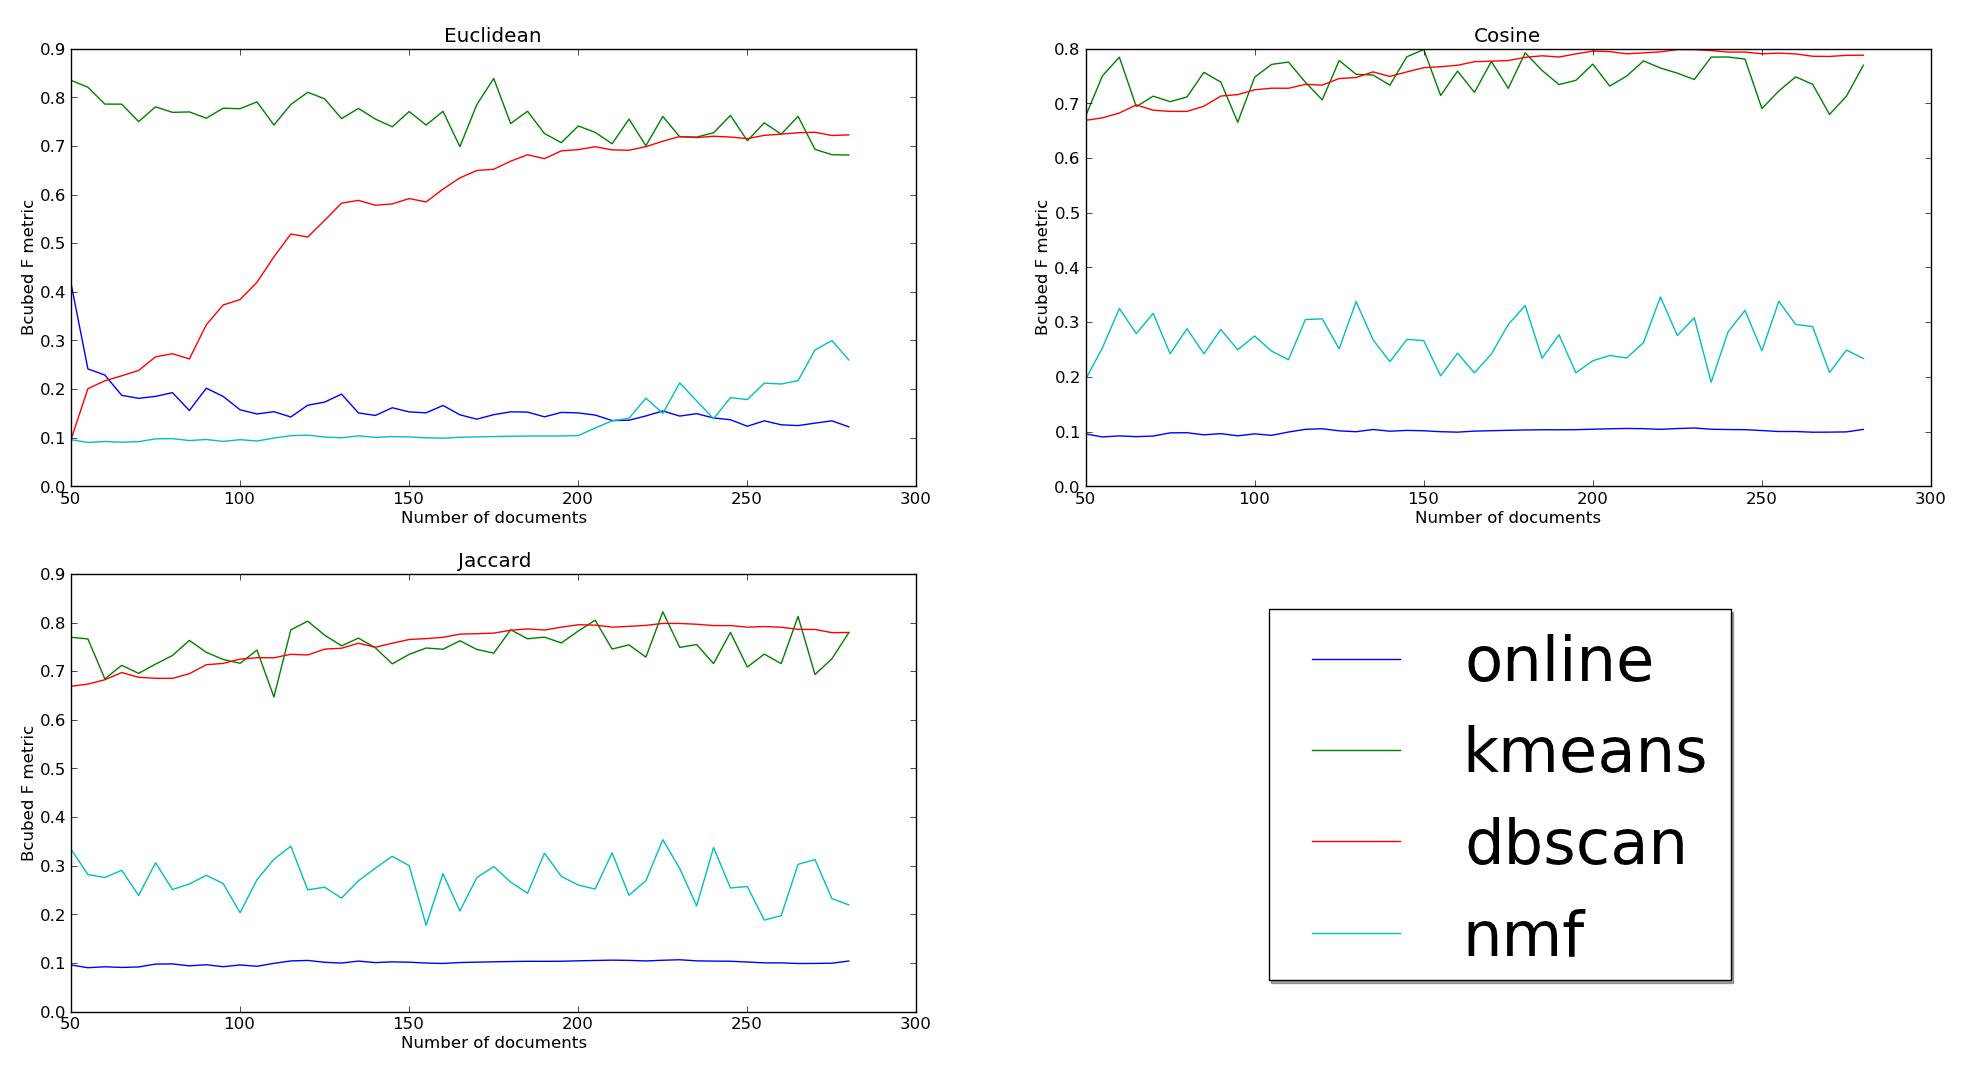 Euclidean
0.9
0.8
0.7
0.6
0.5
0.4
0.3
0.2
0.1
0.0
Bcubed F metric
50 100 150 200 250 300
Number of documents
Cosine
0.8
0.7
0.6
0.5
0.4
0.3
0.2
0.1
0.0
Bcubed F metric
50 100 150 200 250 300
Number of documents
Jaccard
0.9
0.8
0.7
0.6
0.5
0.4
0.3
0.2
0.1
0.0
Bcubed F metric
50 100 150 200 250 300
Number of documents
online
kmeans
dbscan
nmf